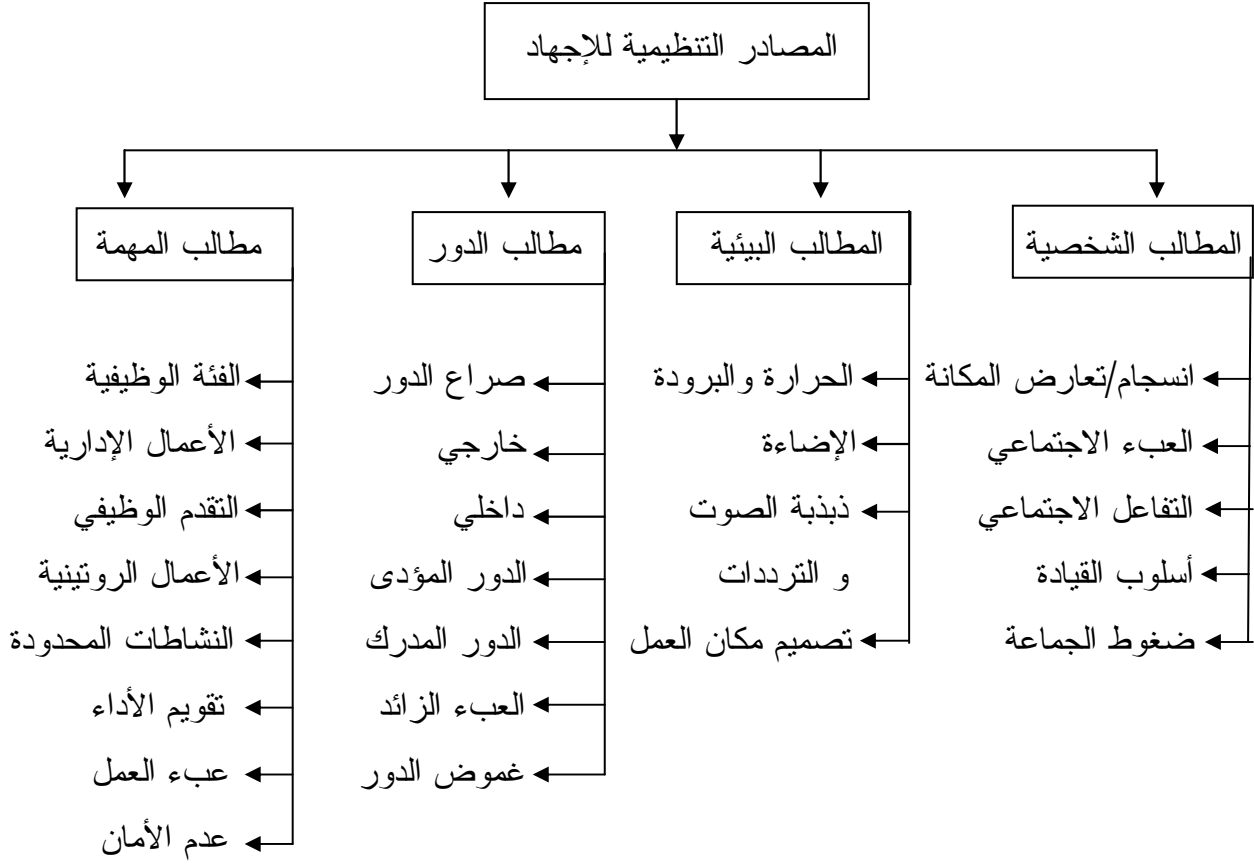 المصادر التنظيمية للإجهاد
المطالب الشخصية
انسجام/تعارض المكانة
العبء الاجتماعي
التفاعل الاجتماعي
أسلوب القيادة
ضغوط الجماعة
المطالب البيئية
الحرارة والبرودة
الإضاءة
ذبذبة الصوت
و الترددات
تصميم مكان العمل
مطالب الدور
صراع الدور
خارجي
داخلي
الدور المؤدى
الدور المدرك
العبء الزائد
غموض الدور
مطالب المهمة
الفئة الوظيفية
الأعمال الإدارية
التقدم الوظيفي
الأعمال الروتينية
النشاطات المحدودة
تقويم الأداء
عبء العمل
عدم الأمان